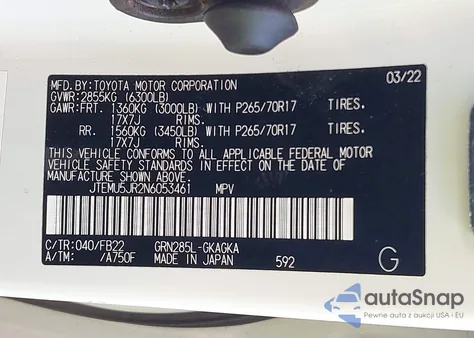 MFD.BY:TOYOTA MOTOR CORPORATION 03/22
GVWR:2855KG (6300LB)
GAWR:FRT. 1360KG (3000LB) WITH P265/70R17 TIRES.
17X7J RIMS.
RR. 1560KG (3450LB) WITH P265/70R17 TIRES.
17X7J RIMS.
THIS VEHICLE CONFORMS TO ALL APPLICABLE FEDERAL MOTOR
VEHICLE SAFETY STANDARDS IN EFFECT ON THE DATE OF
MANUFACTURE SHOWN ABOVE.
JTEMU5JR2N6053461 MPV
C/TR:040/FB22 GRN285L-GKAGKA
A/TM: /A750F MADE IN JAPAN 592 G
autoSnap
Pewne auta z aukcji USA i EU